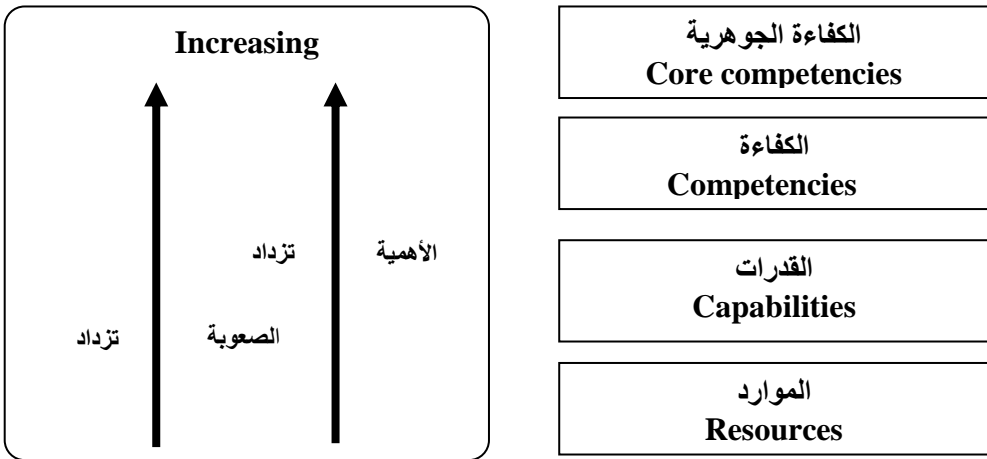 Increasing
تزداد
الأهمية
تزداد
الصعوبة
الكفاءة الجوهرية
Core competencies
الكفاءة
Competencies
القدرات
Capabilities
الموارد
Resources